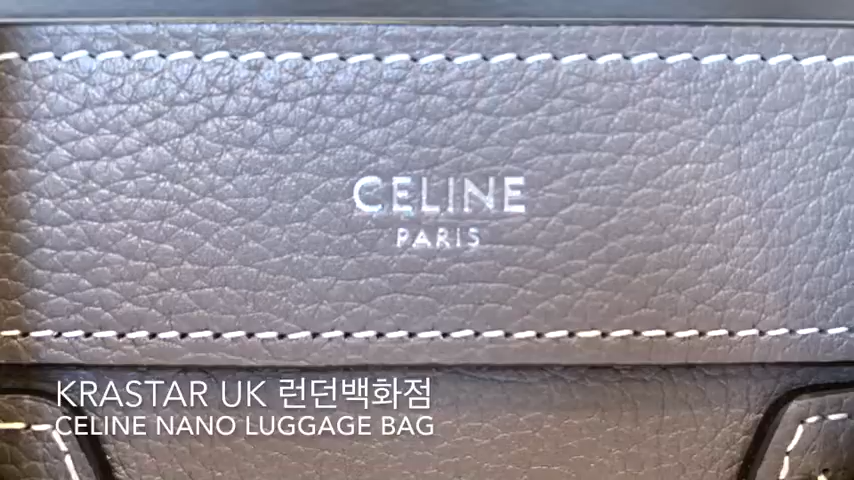 CELINE
PARIS
KRASTAR UK 런던백화점
CELINE NANO LUGGAGE BAG